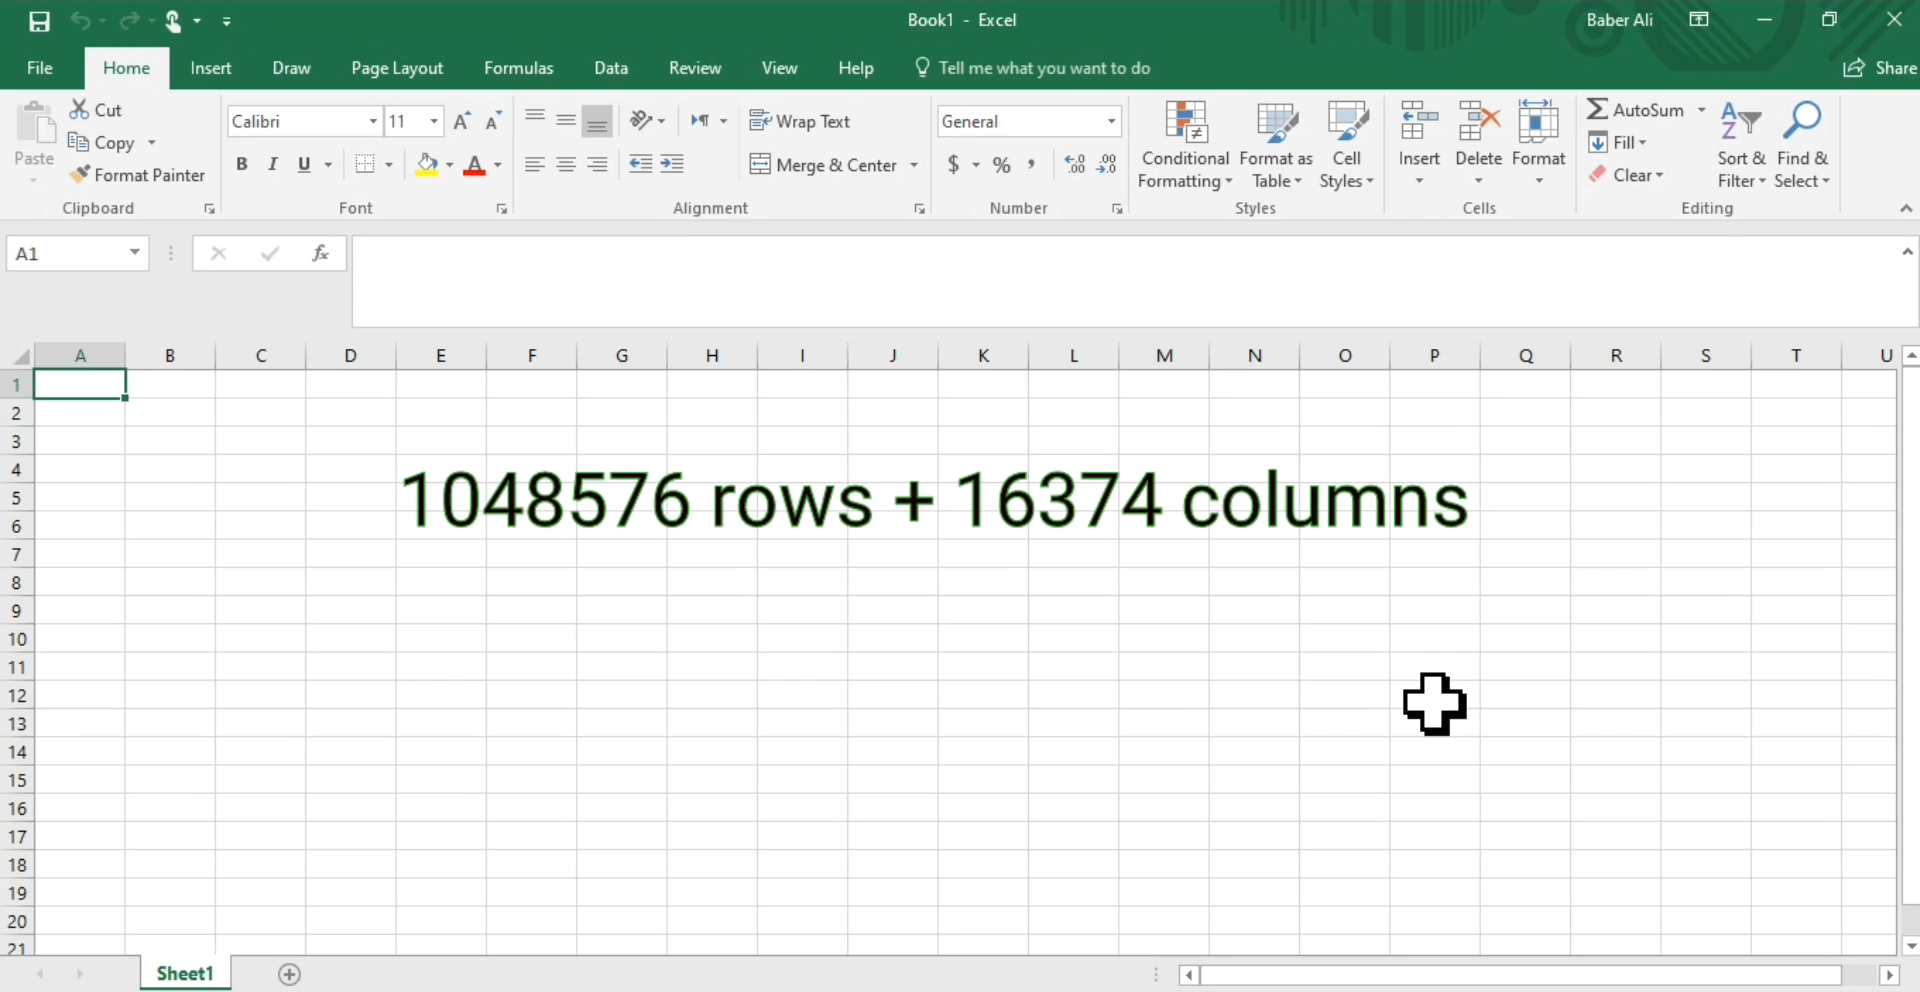 Book1 - Excel
Baber Ali
File Home Insert Draw Page Layout Formulas Data Review View Help Tell me what you want to do Share
Paste
Cut
Copy
Format Painter
Clipboard
Calibri 11
B I U A
Font
Wrap Text
Merge & Center
Alignment
General
$ % ,
Number
Conditional Formatting
Format as Table
Cell Styles
Styles
Insert Delete Format
Cells
AutoSum
Fill
Clear
Sort & Filter
Find & Select
Editing
A1 fx
A B C D E F G H I J K L M N O P Q R S T U
1
2
3
4
5
6
7
8
9
10
11
12
13
14
15
16
17
18
19
20
21
1048576 rows + 16374 columns
Sheet1